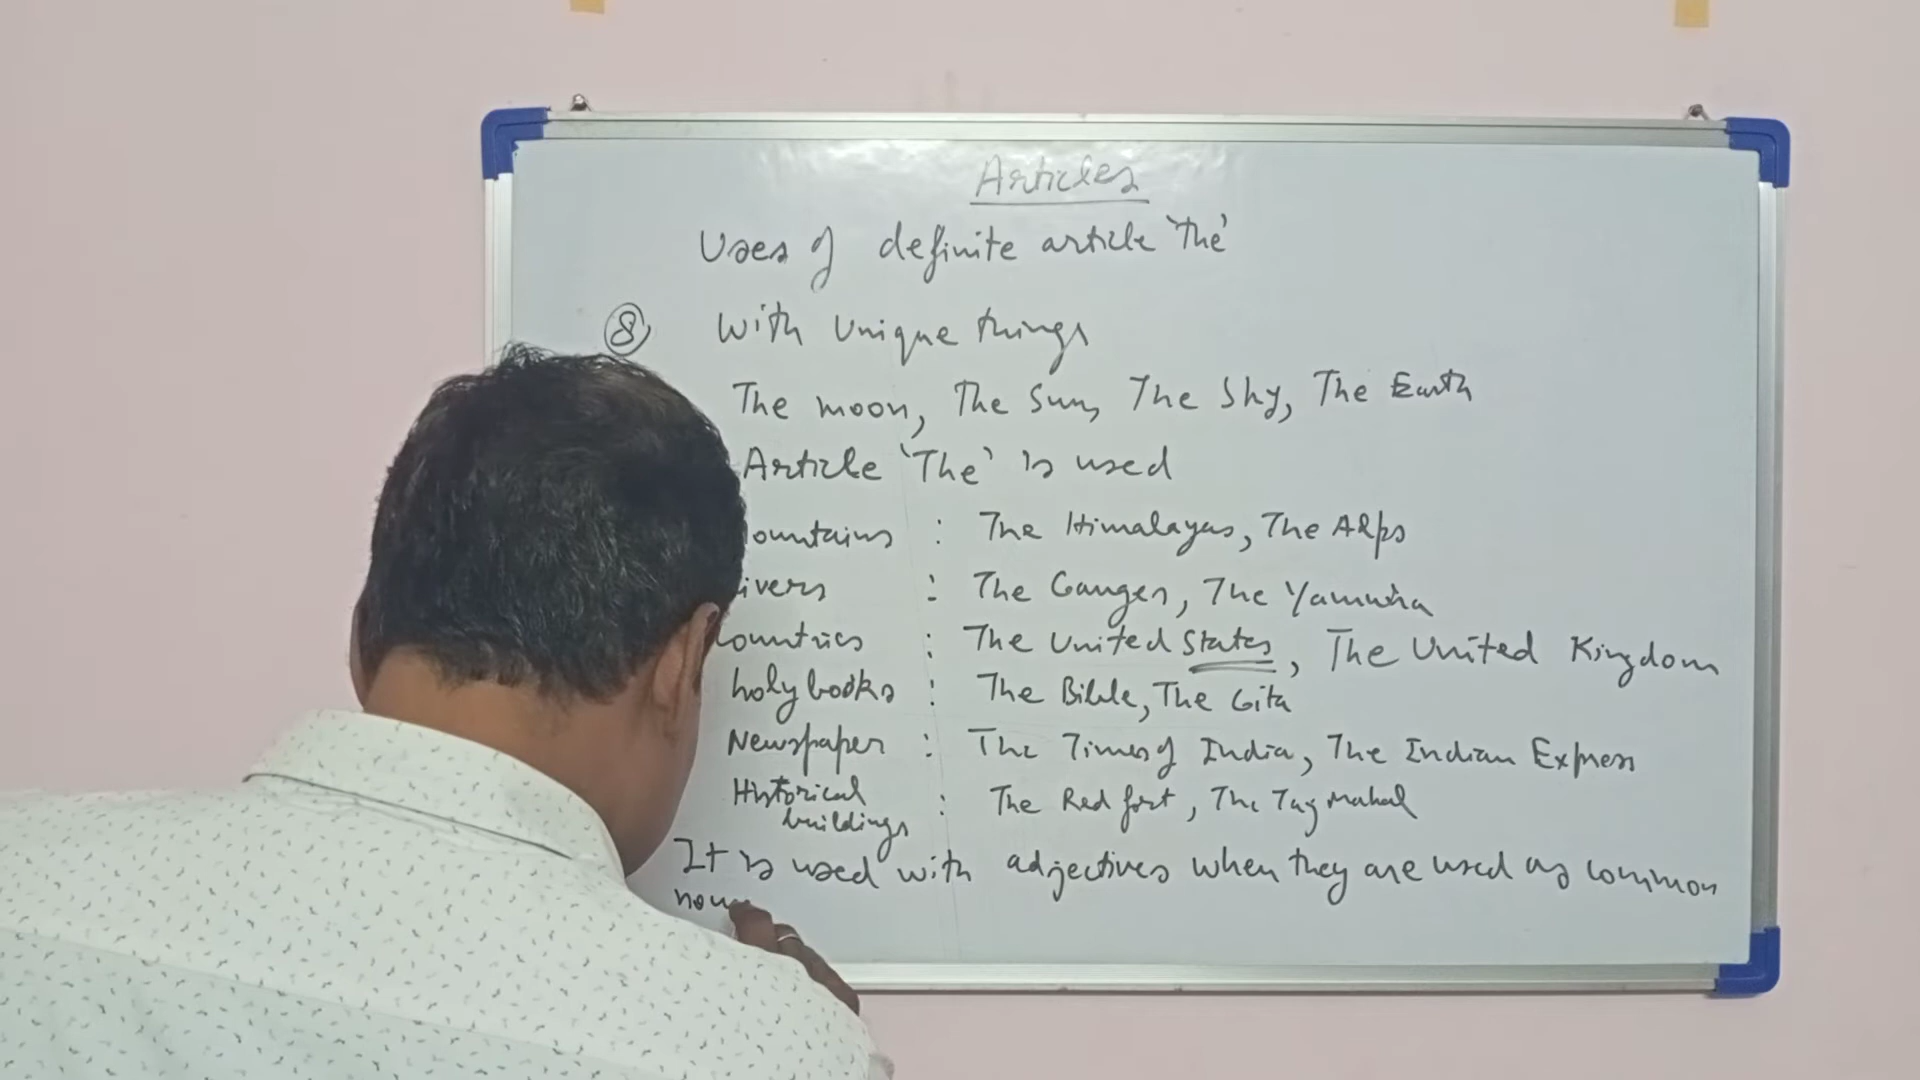 Articles
Uses of definite article 'the'
8 With Unique things
The moon, The Sun, The Sky, The Earth
Article 'The' is used
ountains : The Himalayas, The Alps
ivers : The Ganges, The Yamuna
ountries : The United States, The United Kingdom
holy books : The Bible, The Gita
Newspaper : The Times of India, The Indian Express
Historical buildings : The Red fort, The Taj Mahal
It is used with adjectives when they are used as common
noun